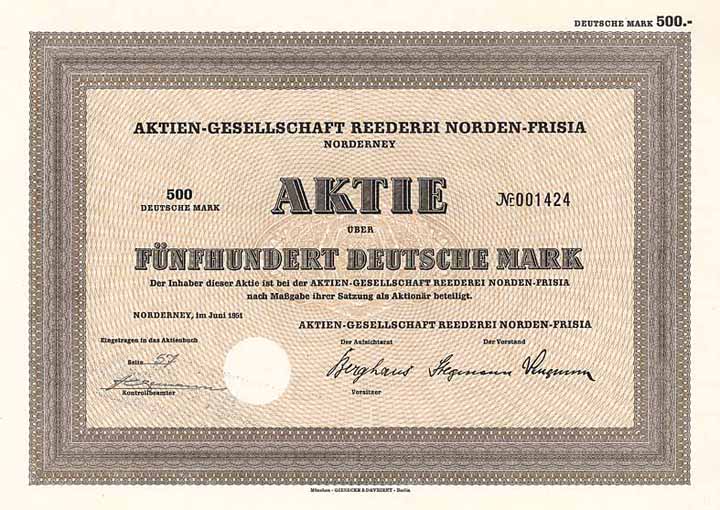 DEUTSCHE MARK 500.-
AKTIEN-GESELLSCHAFT REEDEREI NORDEN-FRISIA
NORDERNEY
500
DEUTSCHE MARK
AKTIE
№ 001424
ÜBER
FÜNFHUNDERT DEUTSCHE MARK
Der Inhaber dieser Aktie ist bei der AKTIEN-GESELLSCHAFT REEDEREI NORDEN-FRISIA
nach Maßgabe ihrer Satzung als Aktionär beteiligt.
NORDERNEY, im Juni 1951
AKTIEN-GESELLSCHAFT REEDEREI NORDEN-FRISIA
Eingetragen in das Aktienbuch
Der Aufsichtsrat
Der Vorstand
Seite 57
Stegmann
Berghaus Stegmann
Kontrollbeamter
Vorsitzer
München - GIESECKE & DEVRIENT - Berlin